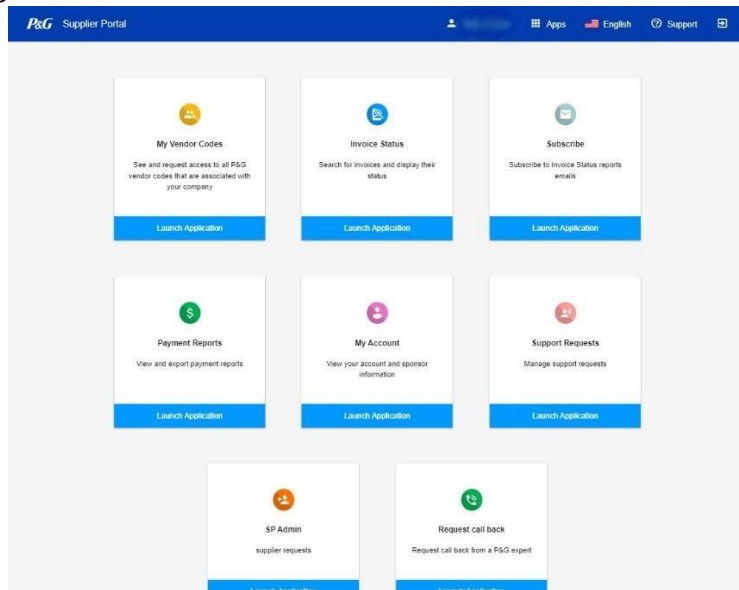 P&G Supplier Portal Apps English Support
My Vendor Codes
See and request access to all P&G
vendor codes that are associated with
your company
Launch Application
Invoice Status
Search for invoices and display their
status
Launch Application
Subscribe
Subscribe to Invoice Status reports
emails
Launch Application
Payment Reports
View and export payment reports
Launch Application
My Account
View your account and sponsor
information
Launch Application
Support Requests
Manage support requests
Launch Application
SP Admin
supplier requests
Launch Application
Request call back
Request call back from a P&G expert
Launch Application